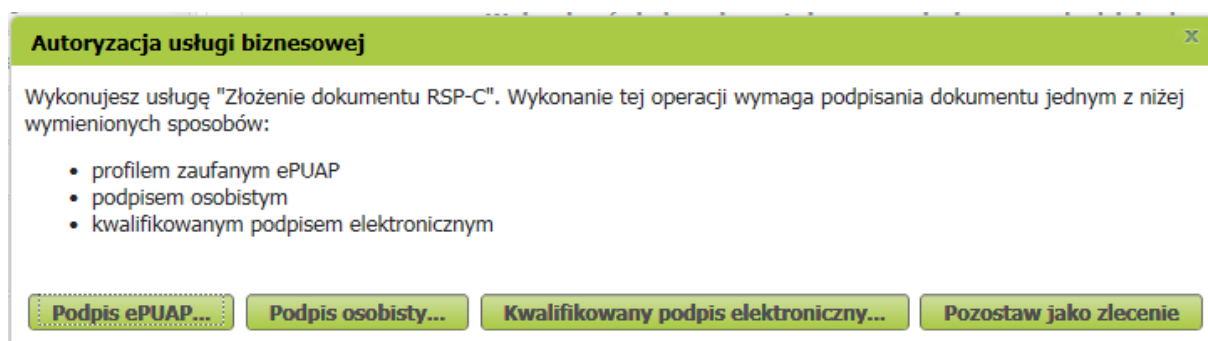 Autoryzacja usługi biznesowej
x
Wykonujesz usługę "Złożenie dokumentu RSP-C". Wykonanie tej operacji wymaga podpisania dokumentu jednym z niżej
wymienionych sposobów:
• profilem zaufanym ePUAP
• podpisem osobistym
• kwalifikowanym podpisem elektronicznym
Podpis ePUAP... Podpis osobisty... Kwalifikowany podpis elektroniczny... Pozostaw jako zlecenie